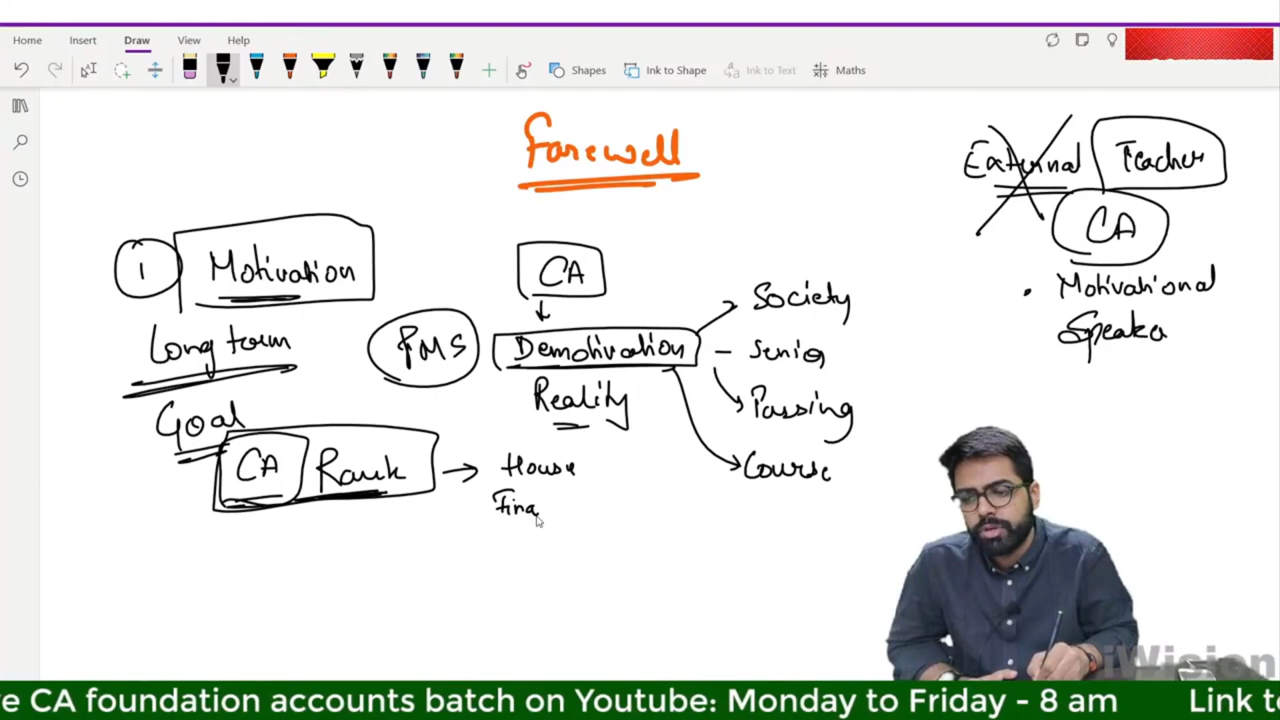 Home Insert Draw View Help
Shapes Ink to Shape Ink to Text Maths
Farewell
External Teacher
CA
Motivational
Speaker
1 Motivation
Long term
Goal
CA Rank
FMS
CA
Demotivation
Reality
Society
Senior
Passing
Course
House
Fina
iWision
e CA foundation accounts batch on Youtube: Monday to Friday - 8 am Link t